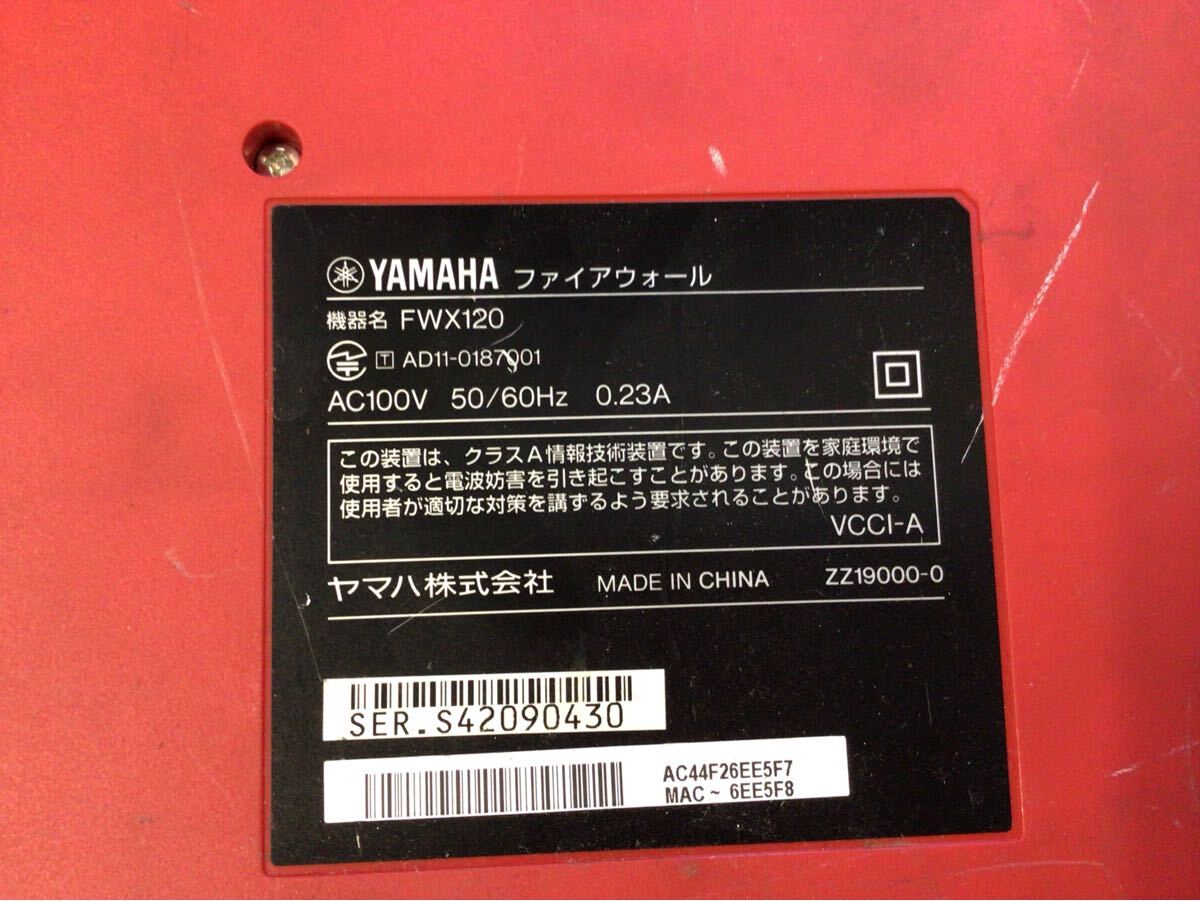 YAMAHA ファイアウォール
機器名 FWX120
T AD11-0187001
AC100V 50/60Hz 0.23A
この装置は、クラスA情報技術装置です。この装置を家庭環境で
使用すると電波妨害を引き起こすことがあります。この場合には
使用者が適切な対策を講ずるよう要求されることがあります。
VCCI-A
ヤマハ株式会社 MADE IN CHINA ZZ19000-0
SER.S42090430
AC44F26EE5F7
MAC ~ 6EE5F8